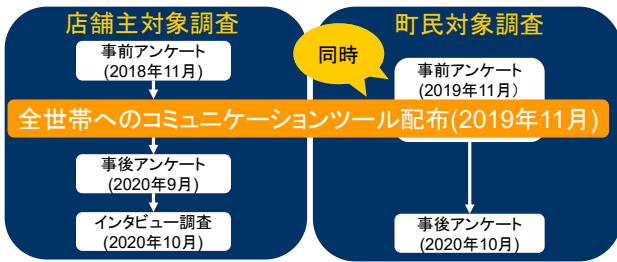 店舗主対象調査
事前アンケート
(2018年11月)
町民対象調査
同時
事前アンケート
(2019年11月)
全世帯へのコミュニケーションツール配布(2019年11月)
事後アンケート
(2020年9月)
インタビュー調査
(2020年10月)
事後アンケート
(2020年10月)